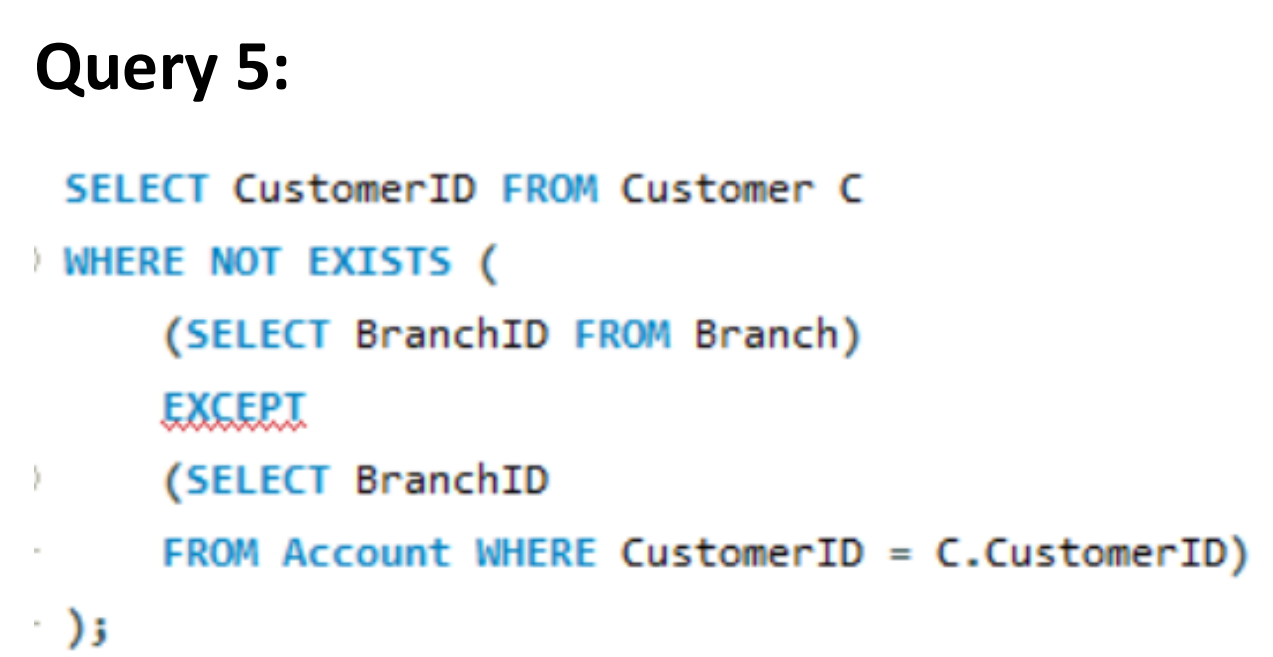 Query 5:
SELECT CustomerID FROM Customer C
WHERE NOT EXISTS (
(SELECT BranchID FROM Branch)
EXCEPT
(SELECT BranchID
FROM Account WHERE CustomerID = C.CustomerID)
);